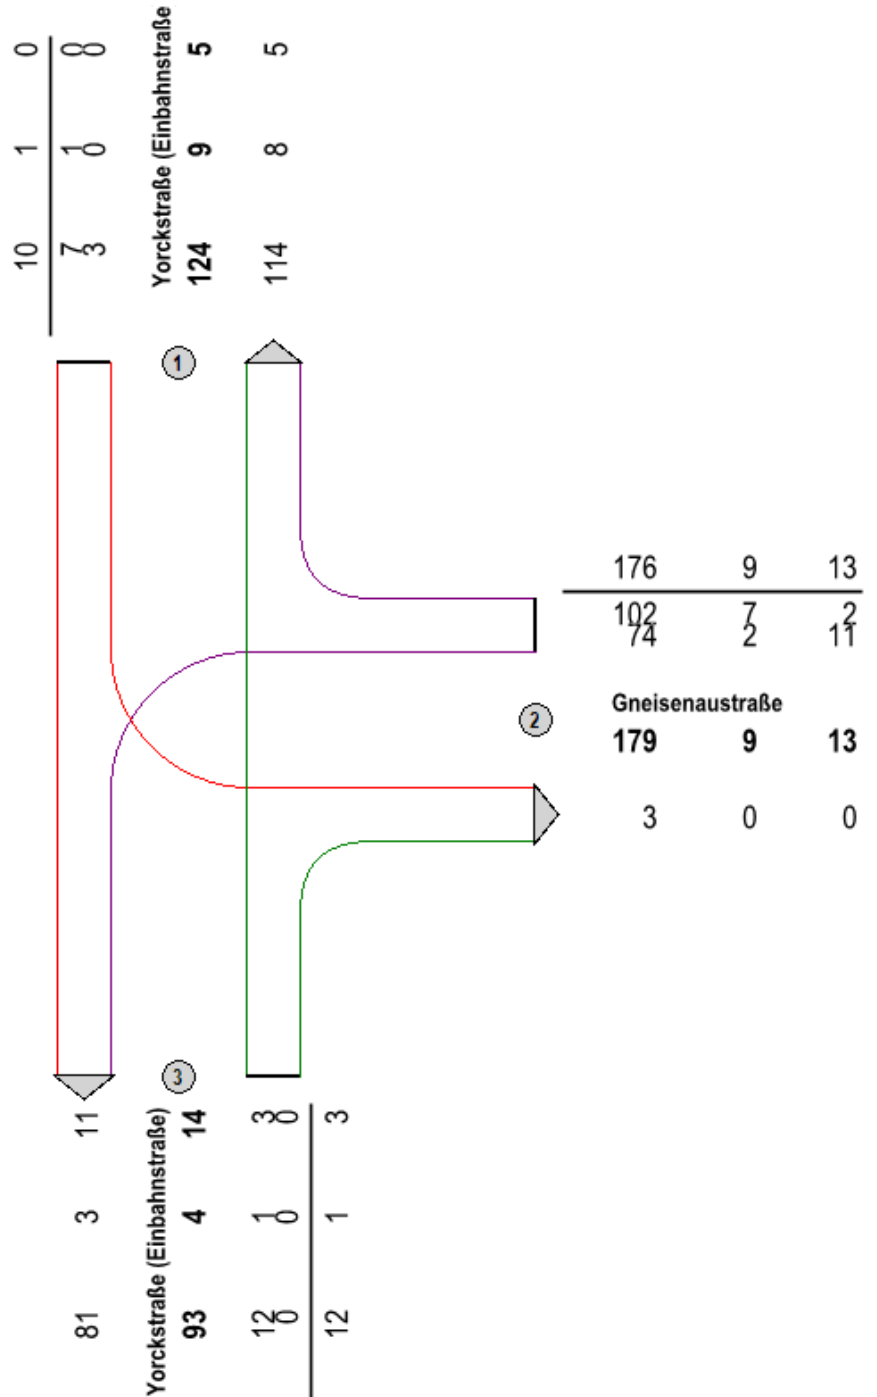 10 1 0
7 1 0
3 0 0
Yorckstraße (Einbahnstraße
124 9 5
114 8 5
1
176 9 13
102 7 2
74 2 11
2
Gneisenaustraße
179 9 13
3 0 0
3
81 3 11
Yorckstraße (Einbahnstraße)
93 4 14
12 1 3
0 0 0
12 1 3